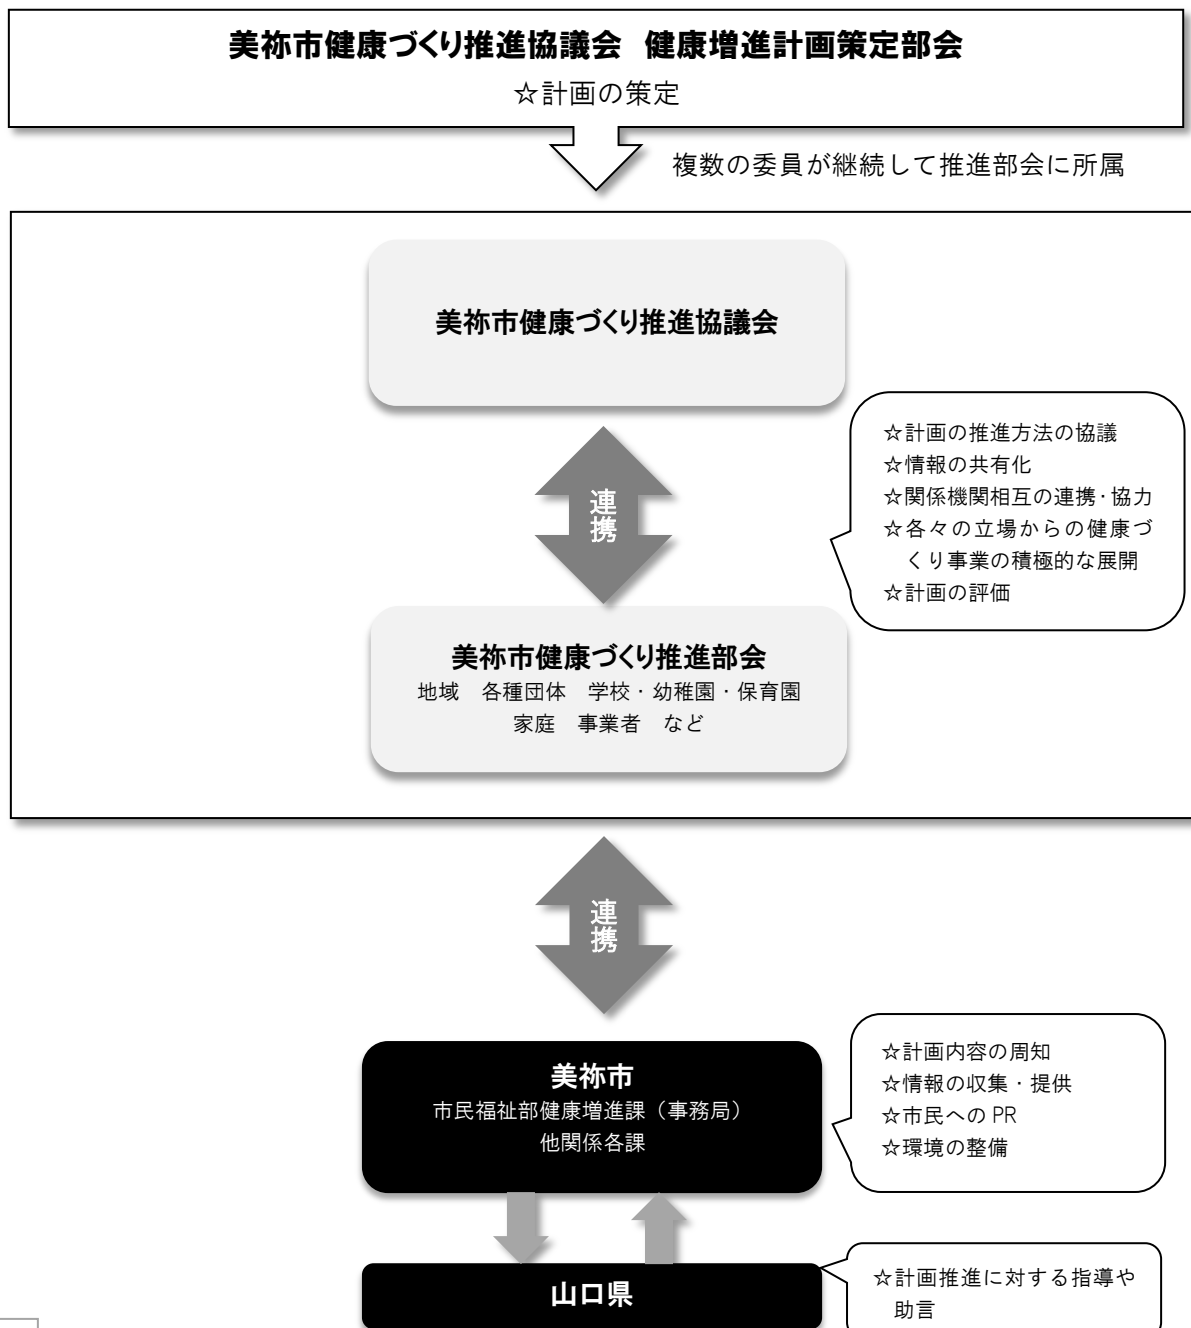 美祢市健康づくり推進協議会　健康増進計画策定部会
☆計画の策定
複数の委員が継続して推進部会に所属
美祢市健康づくり推進協議会
連携
☆計画の推進方法の協議
☆情報の共有化
☆関係機関相互の連携・協力
☆各々の立場からの健康づ
くり事業の積極的な展開
☆計画の評価
美祢市健康づくり推進部会
地域　各種団体　学校・幼稚園・保育園
家庭　事業者　など
連携
美祢市
市民福祉部健康増進課（事務局）
他関係各課
☆計画内容の周知
☆情報の収集・提供
☆市民への PR
☆環境の整備
山口県
☆計画推進に対する指導や
助言